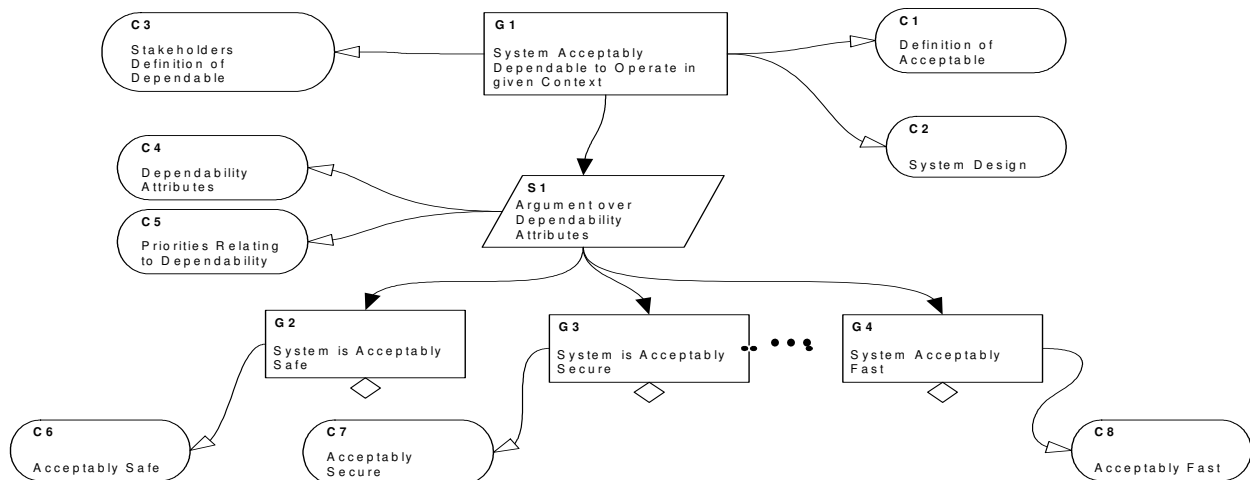 C3
Stakeholders
Definition of
Dependable
G1
System Acceptably
Dependable to Operate in
given Context
C1
Definition of
Acceptable
C2
System Design
C4
Dependability
Attributes
C5
Priorities Relating
to Dependability
S1
Argument over
Dependability
Attributes
G2
System is Acceptably
Safe
G3
System is Acceptably
Secure
G4
System Acceptably
Fast
C6
Acceptably Safe
C7
Acceptably
Secure
C8
Acceptably Fast